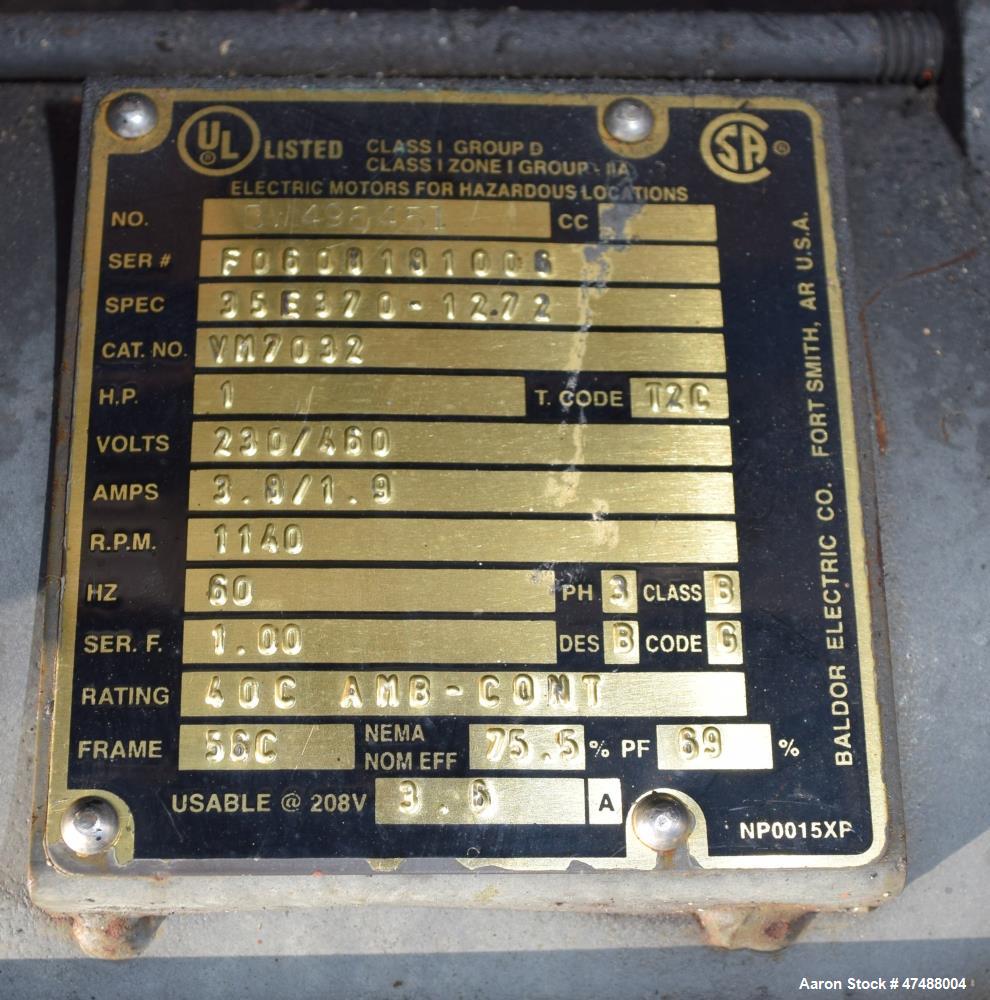 UL ® LISTED CLASS I GROUP D
CLASS I ZONE I GROUP - IIA
SA ®
ELECTRIC MOTORS FOR HAZARDOUS LOCATIONS
NO. CC
SER # F0608181006
SPEC 35E370-1272
CAT. NO. VM7032
H.P. 1 T. CODE T2C
VOLTS 230/460
AMPS 3.8/1.9
R.P.M. 1140
HZ 60 PH 3 CLASS B
SER. F. 1.00 DES B CODE G
RATING 40C AMB-CONT
FRAME 56C NEMA NOM EFF 75.5 % PF 69 %
USABLE @ 208V A
NP0015XP
BALDOR ELECTRIC CO. FORT SMITH, AR U.S.A.
Aaron Stock # 47488004